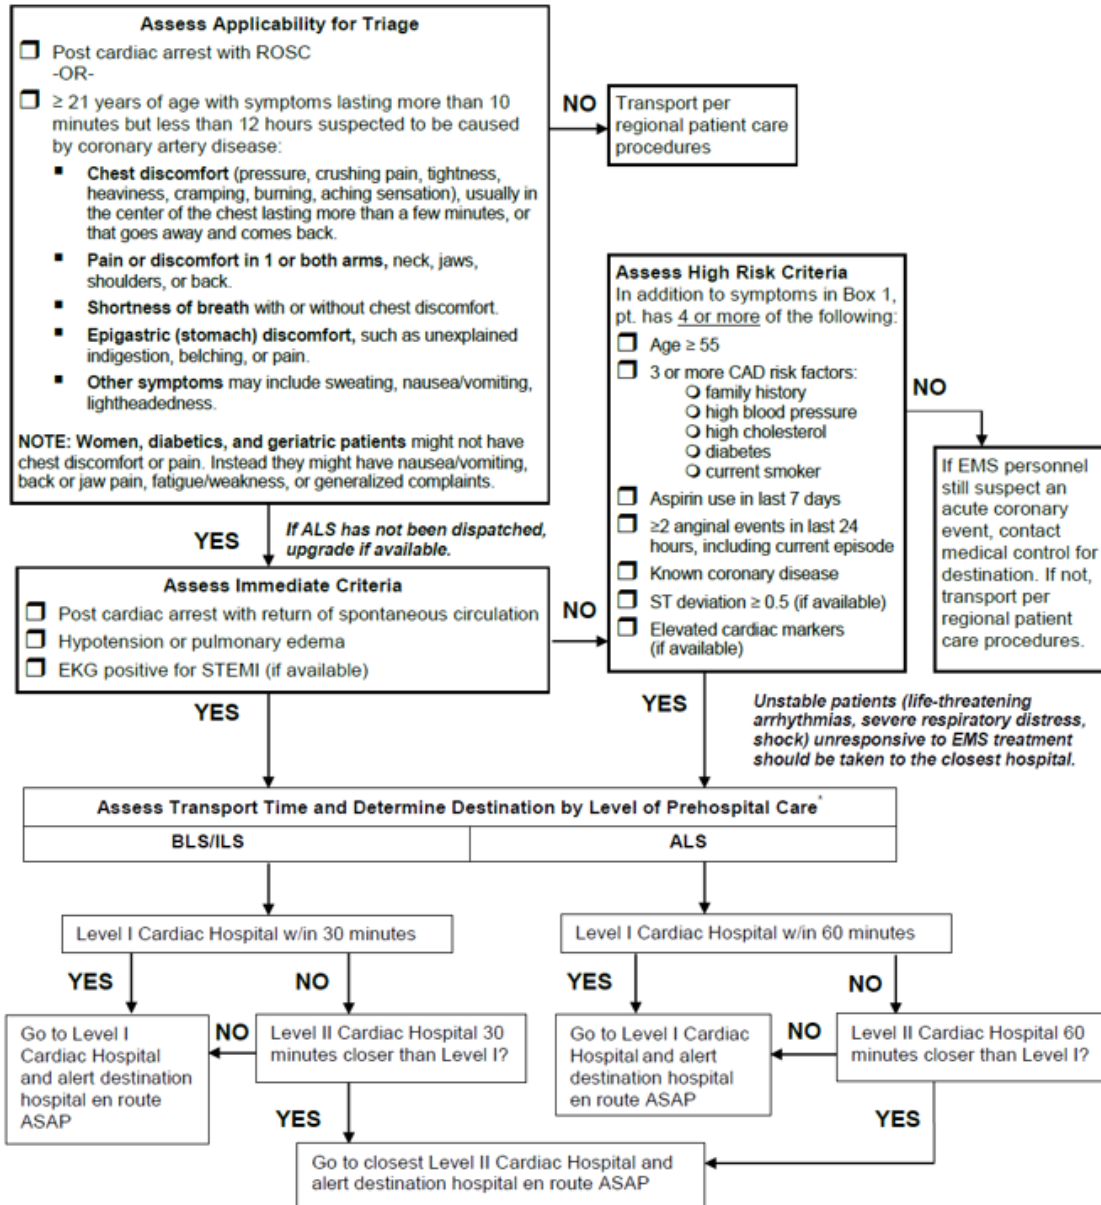 Assess Applicability for Triage
Post cardiac arrest with ROSC
-OR-
≥ 21 years of age with symptoms lasting more than 10
minutes but less than 12 hours suspected to be caused
by coronary artery disease:
Chest discomfort (pressure, crushing pain, tightness,
heaviness, cramping, burning, aching sensation), usually in
the center of the chest lasting more than a few minutes, or
that goes away and comes back.
Pain or discomfort in 1 or both arms, neck, jaws,
shoulders, or back.
Shortness of breath with or without chest discomfort.
Epigastric (stomach) discomfort, such as unexplained
indigestion, belching, or pain.
Other symptoms may include sweating, nausea/vomiting,
lightheadedness.
NOTE: Women, diabetics, and geriatric patients might not have
chest discomfort or pain. Instead they might have nausea/vomiting,
back or jaw pain, fatigue/weakness, or generalized complaints.
NO
Transport per
regional patient care
procedures
YES
If ALS has not been dispatched,
upgrade if available.
Assess Immediate Criteria
Post cardiac arrest with return of spontaneous circulation
Hypotension or pulmonary edema
EKG positive for STEMI (if available)
NO
Assess High Risk Criteria
In addition to symptoms in Box 1,
pt. has 4 or more of the following:
Age ≥ 55
3 or more CAD risk factors:
family history
high blood pressure
high cholesterol
diabetes
current smoker
Aspirin use in last 7 days
≥2 anginal events in last 24
hours, including current episode
Known coronary disease
ST deviation ≥ 0.5 (if available)
Elevated cardiac markers
(if available)
NO
If EMS personnel
still suspect an
acute coronary
event, contact
medical control for
destination. If not,
transport per
regional patient
care procedures.
YES
YES
Unstable patients (life-threatening
arrhythmias, severe respiratory distress,
shock) unresponsive to EMS treatment
should be taken to the closest hospital.
Assess Transport Time and Determine Destination by Level of Prehospital Care*
BLS/ILS
ALS
Level I Cardiac Hospital w/in 30 minutes
Level I Cardiac Hospital w/in 60 minutes
YES
NO
YES
NO
Go to Level I
Cardiac Hospital
and alert destination
hospital en route
ASAP
NO
Level II Cardiac Hospital 30
minutes closer than Level I?
Go to Level I Cardiac
Hospital and alert
destination hospital
en route ASAP
NO
Level II Cardiac Hospital 60
minutes closer than Level I?
YES
YES
Go to closest Level II Cardiac Hospital and
alert destination hospital en route ASAP